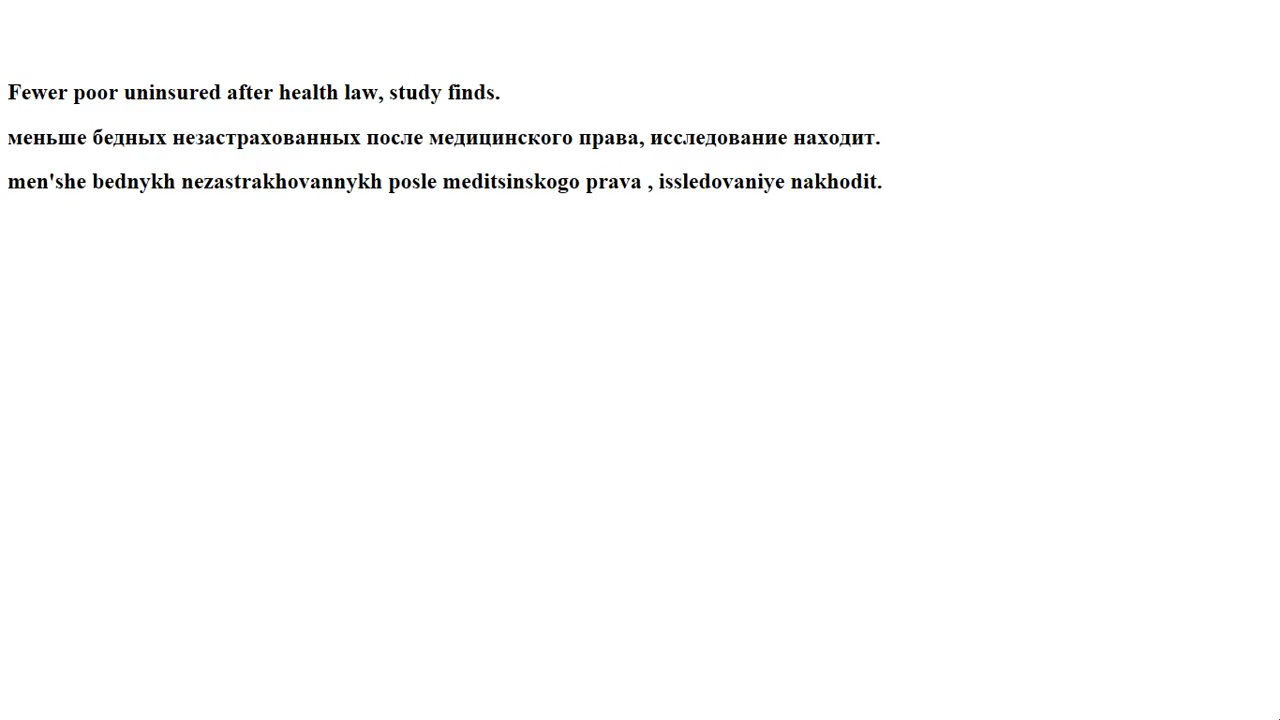 Fewer poor uninsured after health law, study finds.
меньше бедных незастрахованных после медицинского права, исследование находит.
men'she bednykh nezastrakhovannykh posle meditsinskogo prava , issledovaniye nakhodit.